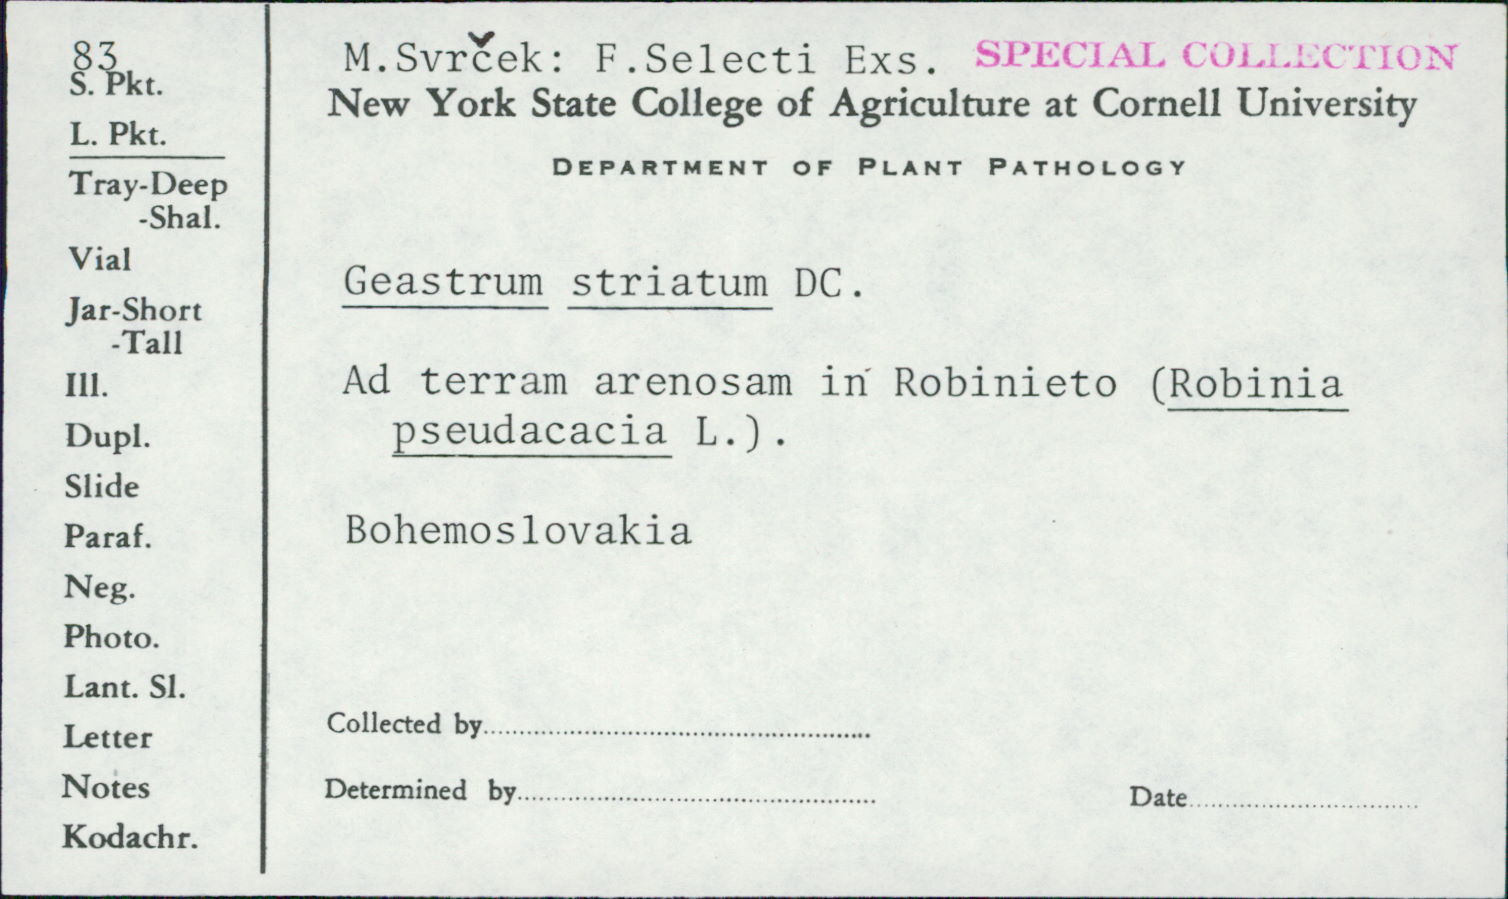 83
S. Pkt.
L. Pkt.
Tray-Deep
-Shal.
Vial
Jar-Short
-Tall
Ill.
Dupl.
Slide
Paraf.
Neg.
Photo.
Lant. Sl.
Letter
Notes
Kodachr.
M.Svrček: F.Selecti Exs. SPECIAL COLLECTION
New York State College of Agriculture at Cornell University
DEPARTMENT OF PLANT PATHOLOGY
Geastrum striatum DC.
Ad terram arenosam in Robinieto (Robinia
pseudacacia L.).
Bohemoslovakia
Collected by
Determined by
Date